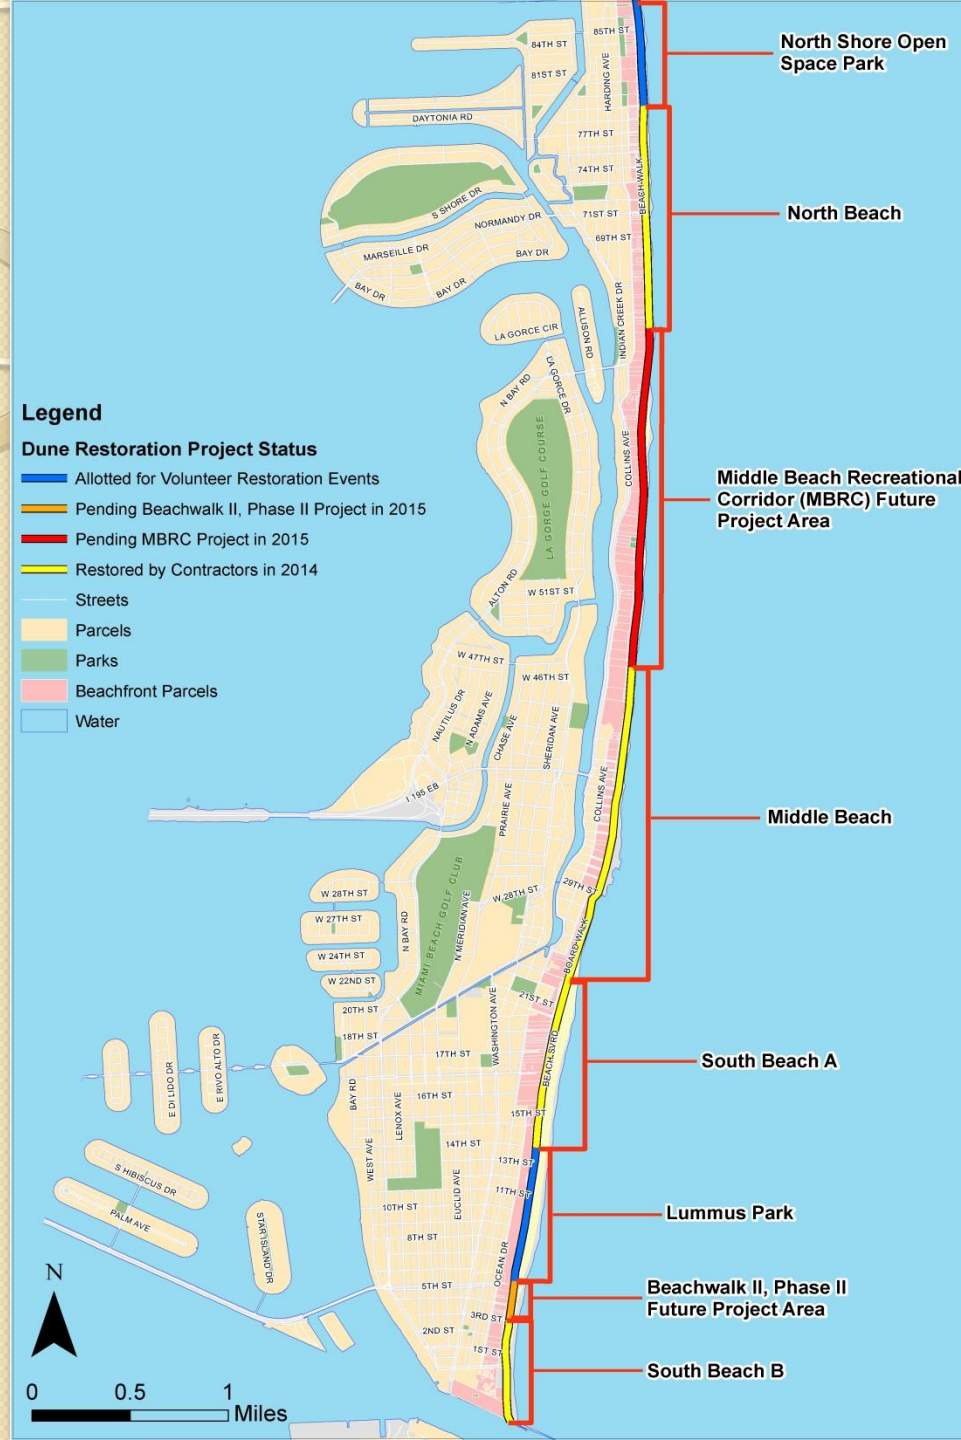 North Shore Open
Space Park
North Beach
Middle Beach Recreational
Corridor (MBRC) Future
Project Area
Middle Beach
South Beach A
Lummus Park
Beachwalk II, Phase II
Future Project Area
South Beach B
Legend
Dune Restoration Project Status
Allotted for Volunteer Restoration Events
Pending Beachwalk II, Phase II Project in 2015
Pending MBRC Project in 2015
Restored by Contractors in 2014
Streets
Parcels
Parks
Beachfront Parcels
Water
85TH ST
84TH ST
81ST ST
HARDING AVE
DAYTONIA RD
77TH ST
74TH ST
BEACH WALK
S SHORE DR
NORMANDY DR
71ST ST
69TH ST
MARSEILLE DR
BAY DR
BAY DR
BAY DR
INDIAN CREEK DR
LA GORCE CIR
ALLISON RD
LA GORCE DR
N BAY RD
LA GORGE GOLF COURSE
COLLINS AVE
ALTON RD
W 51ST ST
W 47TH ST
W 46TH ST
NAUTILUS DR
N ADAMS AVE
CHASE AVE
SHERIDAN AVE
I 195 EB
PRAIRIE AVE
COLLINS AVE
W 28TH ST
W 27TH ST
W 24TH ST
W 22ND ST
N BAY RD
MIAMI BEACH GOLF CLUB
N MERIDIAN AVE
W 28TH ST
29TH ST
BOARDWALK
20TH ST
18TH ST
21ST ST
WASHINGTON AVE
17TH ST
BEACH SVRD
E DI LIDO DR
E RIVO ALTO DR
BAY RD
LENOX AVE
16TH ST
15TH ST
WEST AVE
14TH ST
13TH ST
EUCLID AVE
11TH ST
10TH ST
8TH ST
OCEAN DR
5TH ST
3RD ST
2ND ST
1ST ST
S HIBISCUS DR
PALM AVE
STAR ISLAND DR
N
0 0.5 1
Miles